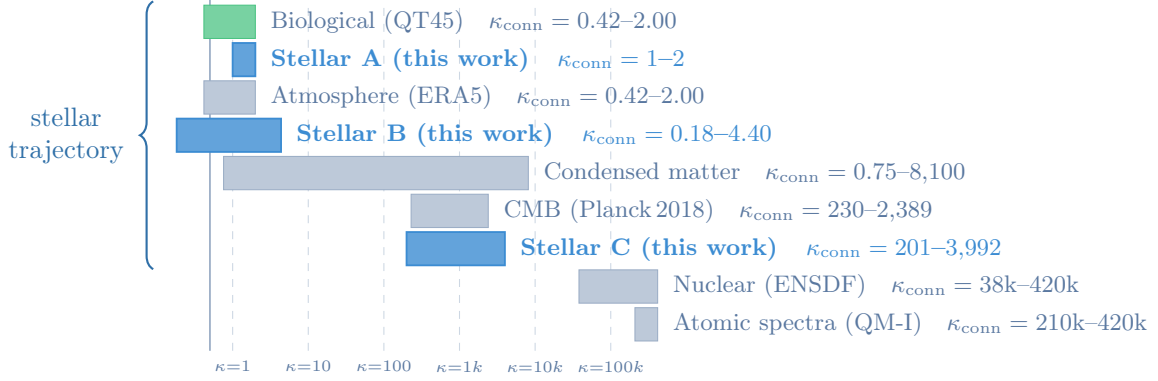 Biological (QT45) κconn = 0.42–2.00
Stellar A (this work) κconn = 1–2
Atmosphere (ERA5) κconn = 0.42–2.00
stellar
trajectory
Stellar B (this work) κconn = 0.18–4.40
Condensed matter κconn = 0.75–8,100
CMB (Planck 2018) κconn = 230–2,389
Stellar C (this work) κconn = 201–3,992
Nuclear (ENSDF) κconn = 38k–420k
Atomic spectra (QM-I) κconn = 210k–420k
κ=1 κ=10 κ=100 κ=1k κ=10k κ=100k